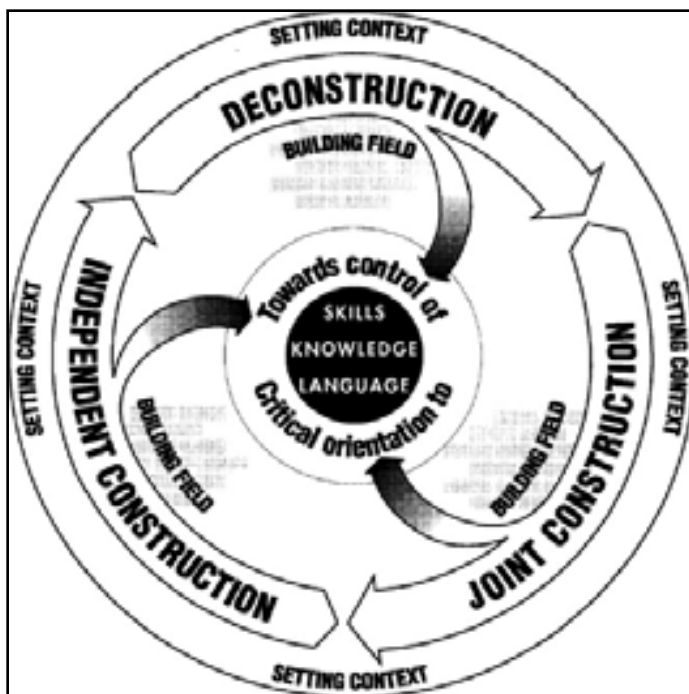 SETTING CONTEXT
DECONSTRUCTION
BUILDING FIELD
Towards control of
SKILLS
KNOWLEDGE
LANGUAGE
Critical orientation to
SETTING CONTEXT
INDEPENDENT CONSTRUCTION
BUILDING FIELD
BUILDING FIELD
JOINT CONSTRUCTION
SETTING CONTEXT
SETTING CONTEXT